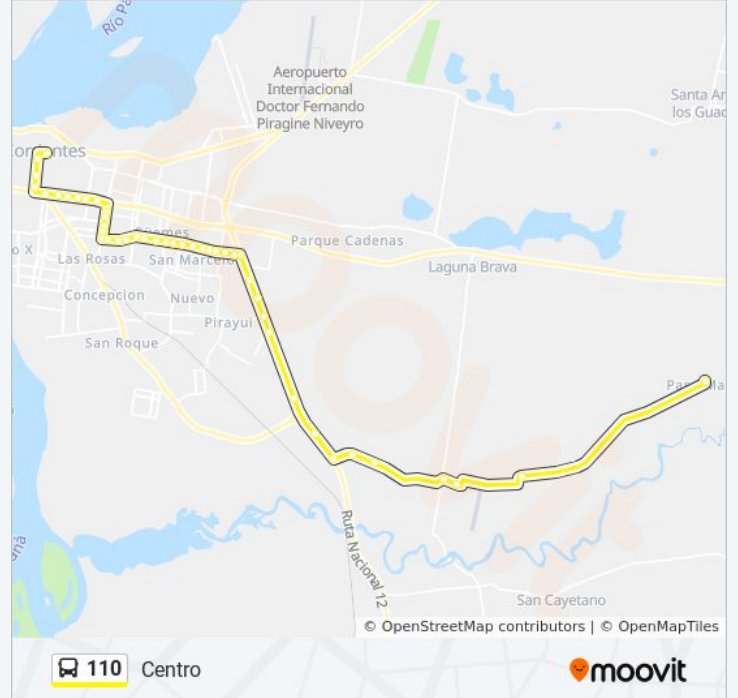 Río Pa
Aeropuerto
Internacional
Doctor Fernando
Piragine Niveyro
Santa An
los Guac
Corrientes
Güemes
Parque Cadenas
o X
Las Rosas
San Marcelo
Laguna Brava
Concepcion
Nuevo
Pirayui
San Roque
Ruta Nacional 12
San Cayetano
© OpenStreetMap contributors | © OpenMapTiles
110 Centro
moovit